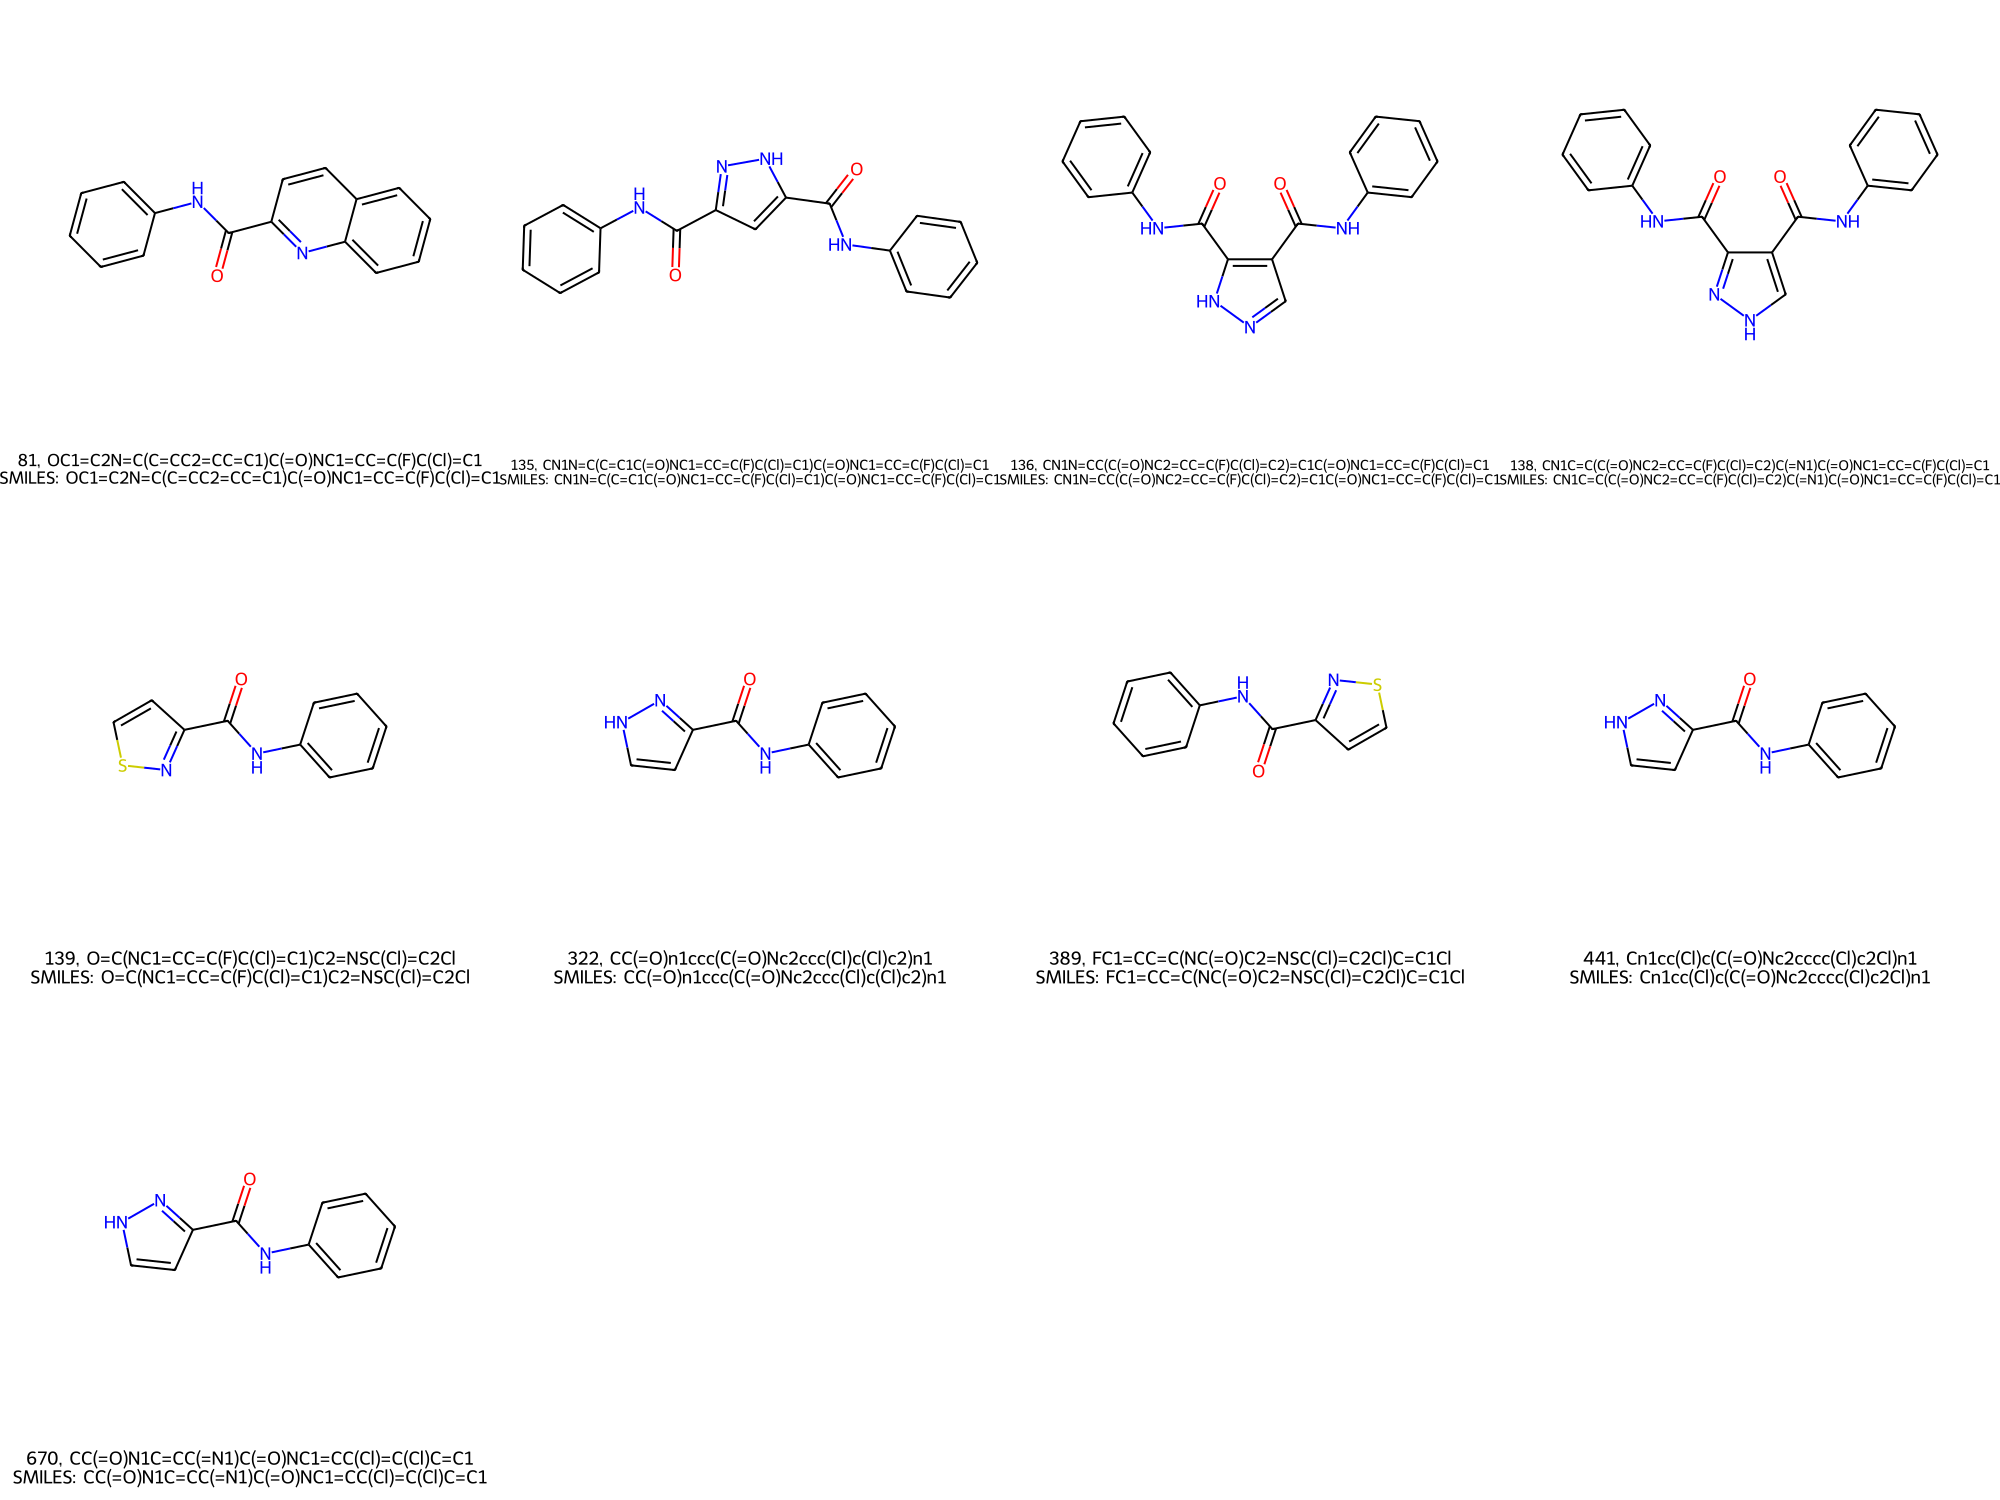 H
N
O
N
N
NH
H
N
O
O
HN
O
O
HN
NH
HN
N
O
O
NH
NH
N
N
H
81, OC1=C2N=C(C=CC2=CC=C1)C(=O)NC1=CC=C(F)C(Cl)=C1
SMILES: OC1=C2N=C(C=CC2=CC=C1)C(=O)NC1=CC=C(F)C(Cl)=C1
135, CN1N=C(C=C1C(=O)NC1=CC=C(F)C(Cl)=C1)C(=O)NC1=CC=C(F)C(Cl)=C1
SMILES: CN1N=C(C=C1C(=O)NC1=CC=C(F)C(Cl)=C1)C(=O)NC1=CC=C(F)C(Cl)=C1
136, CN1N=CC(C(=O)NC2=CC=C(F)C(Cl)=C2)=C1C(=O)NC1=CC=C(F)C(Cl)=C1
SMILES: CN1N=CC(C(=O)NC2=CC=C(F)C(Cl)=C2)=C1C(=O)NC1=CC=C(F)C(Cl)=C1
138, CN1C=C(C(=O)NC2=CC=C(F)C(Cl)=C2)C(=N1)C(=O)NC1=CC=C(F)C(Cl)=C1
SMILES: CN1C=C(C(=O)NC2=CC=C(F)C(Cl)=C2)C(=N1)C(=O)NC1=CC=C(F)C(Cl)=C1
O
S
N
N
H
O
HN
N
N
H
H
N
O
N
S
O
HN
N
N
H
139, O=C(NC1=CC=C(F)C(Cl)=C1)C2=NSC(Cl)=C2Cl
SMILES: O=C(NC1=CC=C(F)C(Cl)=C1)C2=NSC(Cl)=C2Cl
322, CC(=O)n1ccc(C(=O)Nc2ccc(Cl)c(Cl)c2)n1
SMILES: CC(=O)n1ccc(C(=O)Nc2ccc(Cl)c(Cl)c2)n1
389, FC1=CC=C(NC(=O)C2=NSC(Cl)=C2Cl)C=C1Cl
SMILES: FC1=CC=C(NC(=O)C2=NSC(Cl)=C2Cl)C=C1Cl
441, Cn1cc(Cl)c(C(=O)Nc2cccc(Cl)c2Cl)n1
SMILES: Cn1cc(Cl)c(C(=O)Nc2cccc(Cl)c2Cl)n1
O
HN
N
N
H
670, CC(=O)N1C=CC(=N1)C(=O)NC1=CC(Cl)=C(Cl)C=C1
SMILES: CC(=O)N1C=CC(=N1)C(=O)NC1=CC(Cl)=C(Cl)C=C1